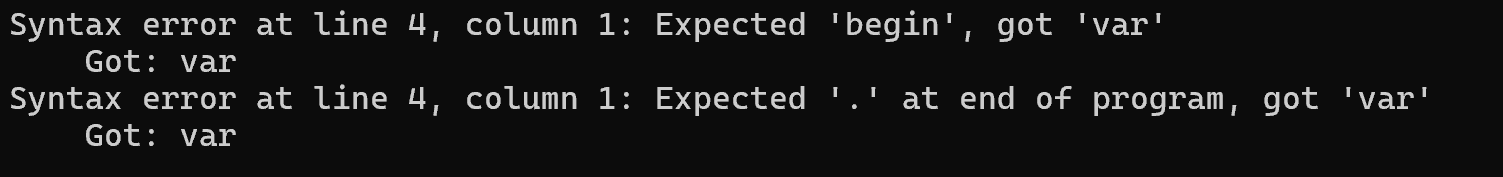 Syntax error at line 4, column 1: Expected 'begin', got 'var'
    Got: var
Syntax error at line 4, column 1: Expected '.' at end of program, got 'var'
    Got: var